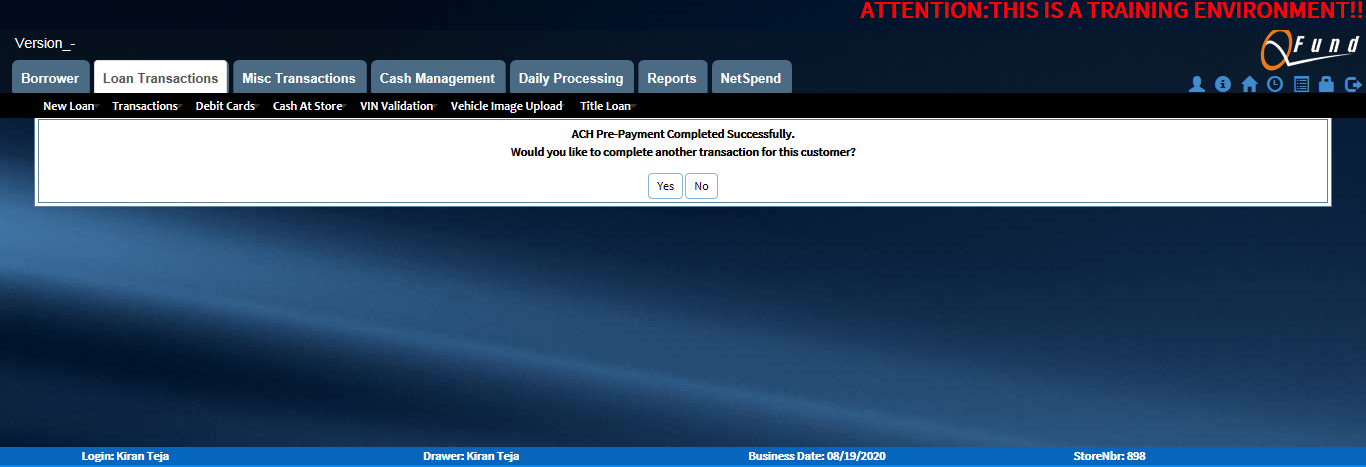 ATTENTION:THIS IS A TRAINING ENVIRONMENT!!
Version_-
QFund
Borrower Loan Transactions Misc Transactions Cash Management Daily Processing Reports NetSpend
New Loan Transactions Debit Cards Cash At Store VIN Validation Vehicle Image Upload Title Loan
ACH Pre-Payment Completed Successfully.
Would you like to complete another transaction for this customer?
Yes No
Login: Kiran Teja Drawer: Kiran Teja Business Date: 08/19/2020 StoreNbr: 898